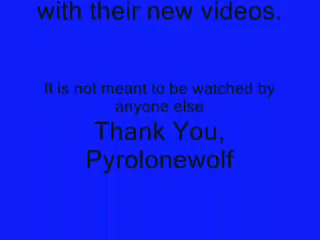 with their new videos.
It is not meant to be watched by
anyone else
Thank You,
Pyrolonewolf